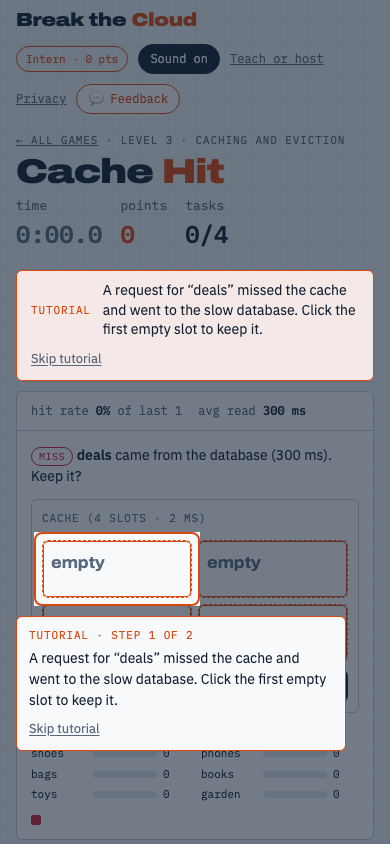 Break the Cloud
Intern · 0 pts
Sound on
Teach or host
Privacy
💬 Feedback
← ALL GAMES · LEVEL 3 · CACHING AND EVICTION
Cache Hit
time points tasks
0:00.0 0 0/4
TUTORIAL
A request for “deals” missed the cache
and went to the slow database. Click the
first empty slot to keep it.
Skip tutorial
hit rate 0% of last 1 avg read 300 ms
MISS deals came from the database (300 ms).
Keep it?
CACHE (4 SLOTS · 2 MS)
empty empty
TUTORIAL · STEP 1 OF 2
A request for “deals” missed the cache and
went to the slow database. Click the first empty
slot to keep it.
Skip tutorial
shoes 0 phones 0
bags 0 books 0
toys 0 garden 0